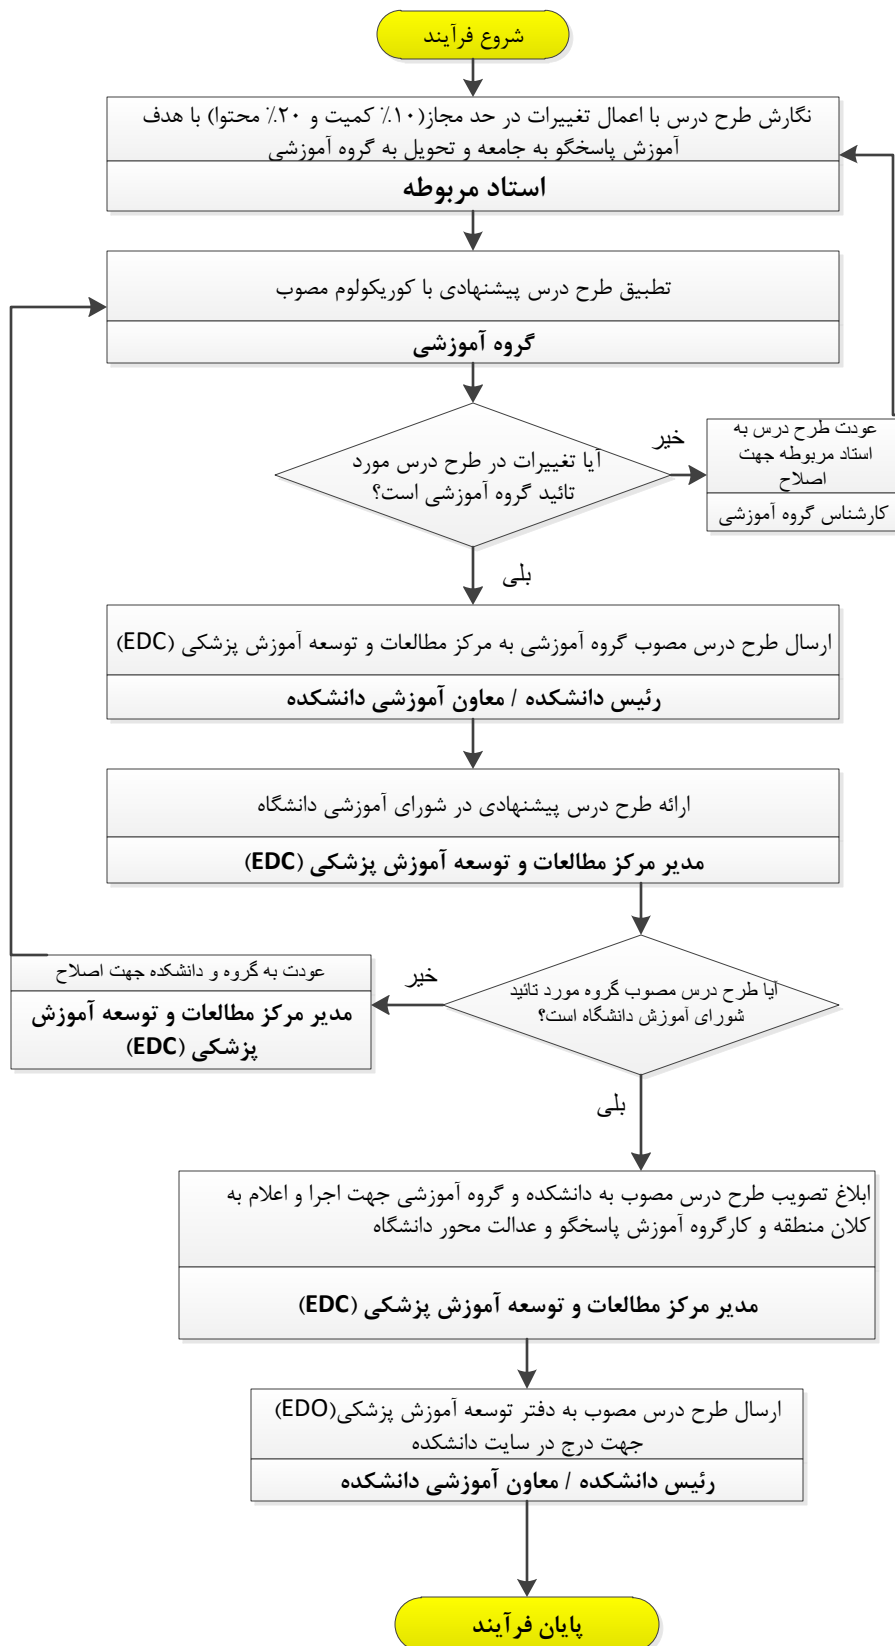 شروع فرآیند
نگارش طرح درس با اعمال تغییرات در حد مجاز(۱۰٪ کمیت و ۲۰٪ محتوا) با هدف
آموزش پاسخگو به جامعه و تحویل به گروه آموزشی
استاد مربوطه
تطبیق طرح درس پیشنهادی با کوریکولوم مصوب
گروه آموزشی
آیا تغییرات در طرح درس مورد
تائید گروه آموزشی است؟
خیر
عودت طرح درس به
استاد مربوطه جهت
اصلاح
کارشناس گروه آموزشی
بلی
ارسال طرح درس مصوب گروه آموزشی به مرکز مطالعات و توسعه آموزش پزشکی (EDC)
رئیس دانشکده / معاون آموزشی دانشکده
ارائه طرح درس پیشنهادی در شورای آموزشی دانشگاه
مدیر مرکز مطالعات و توسعه آموزش پزشکی (EDC)
آیا طرح درس مصوب گروه مورد تائید
شورای آموزش دانشگاه است؟
خیر
عودت به گروه و دانشکده جهت اصلاح
مدیر مرکز مطالعات و توسعه آموزش
پزشکی (EDC)
بلی
ابلاغ تصویب طرح درس مصوب به دانشکده و گروه آموزشی جهت اجرا و اعلام به
کلان منطقه و کارگروه آموزش پاسخگو و عدالت محور دانشگاه
مدیر مرکز مطالعات و توسعه آموزش پزشکی (EDC)
ارسال طرح درس مصوب به دفتر توسعه آموزش پزشکی(EDO)
جهت درج در سایت دانشکده
رئیس دانشکده / معاون آموزشی دانشکده
پایان فرآیند